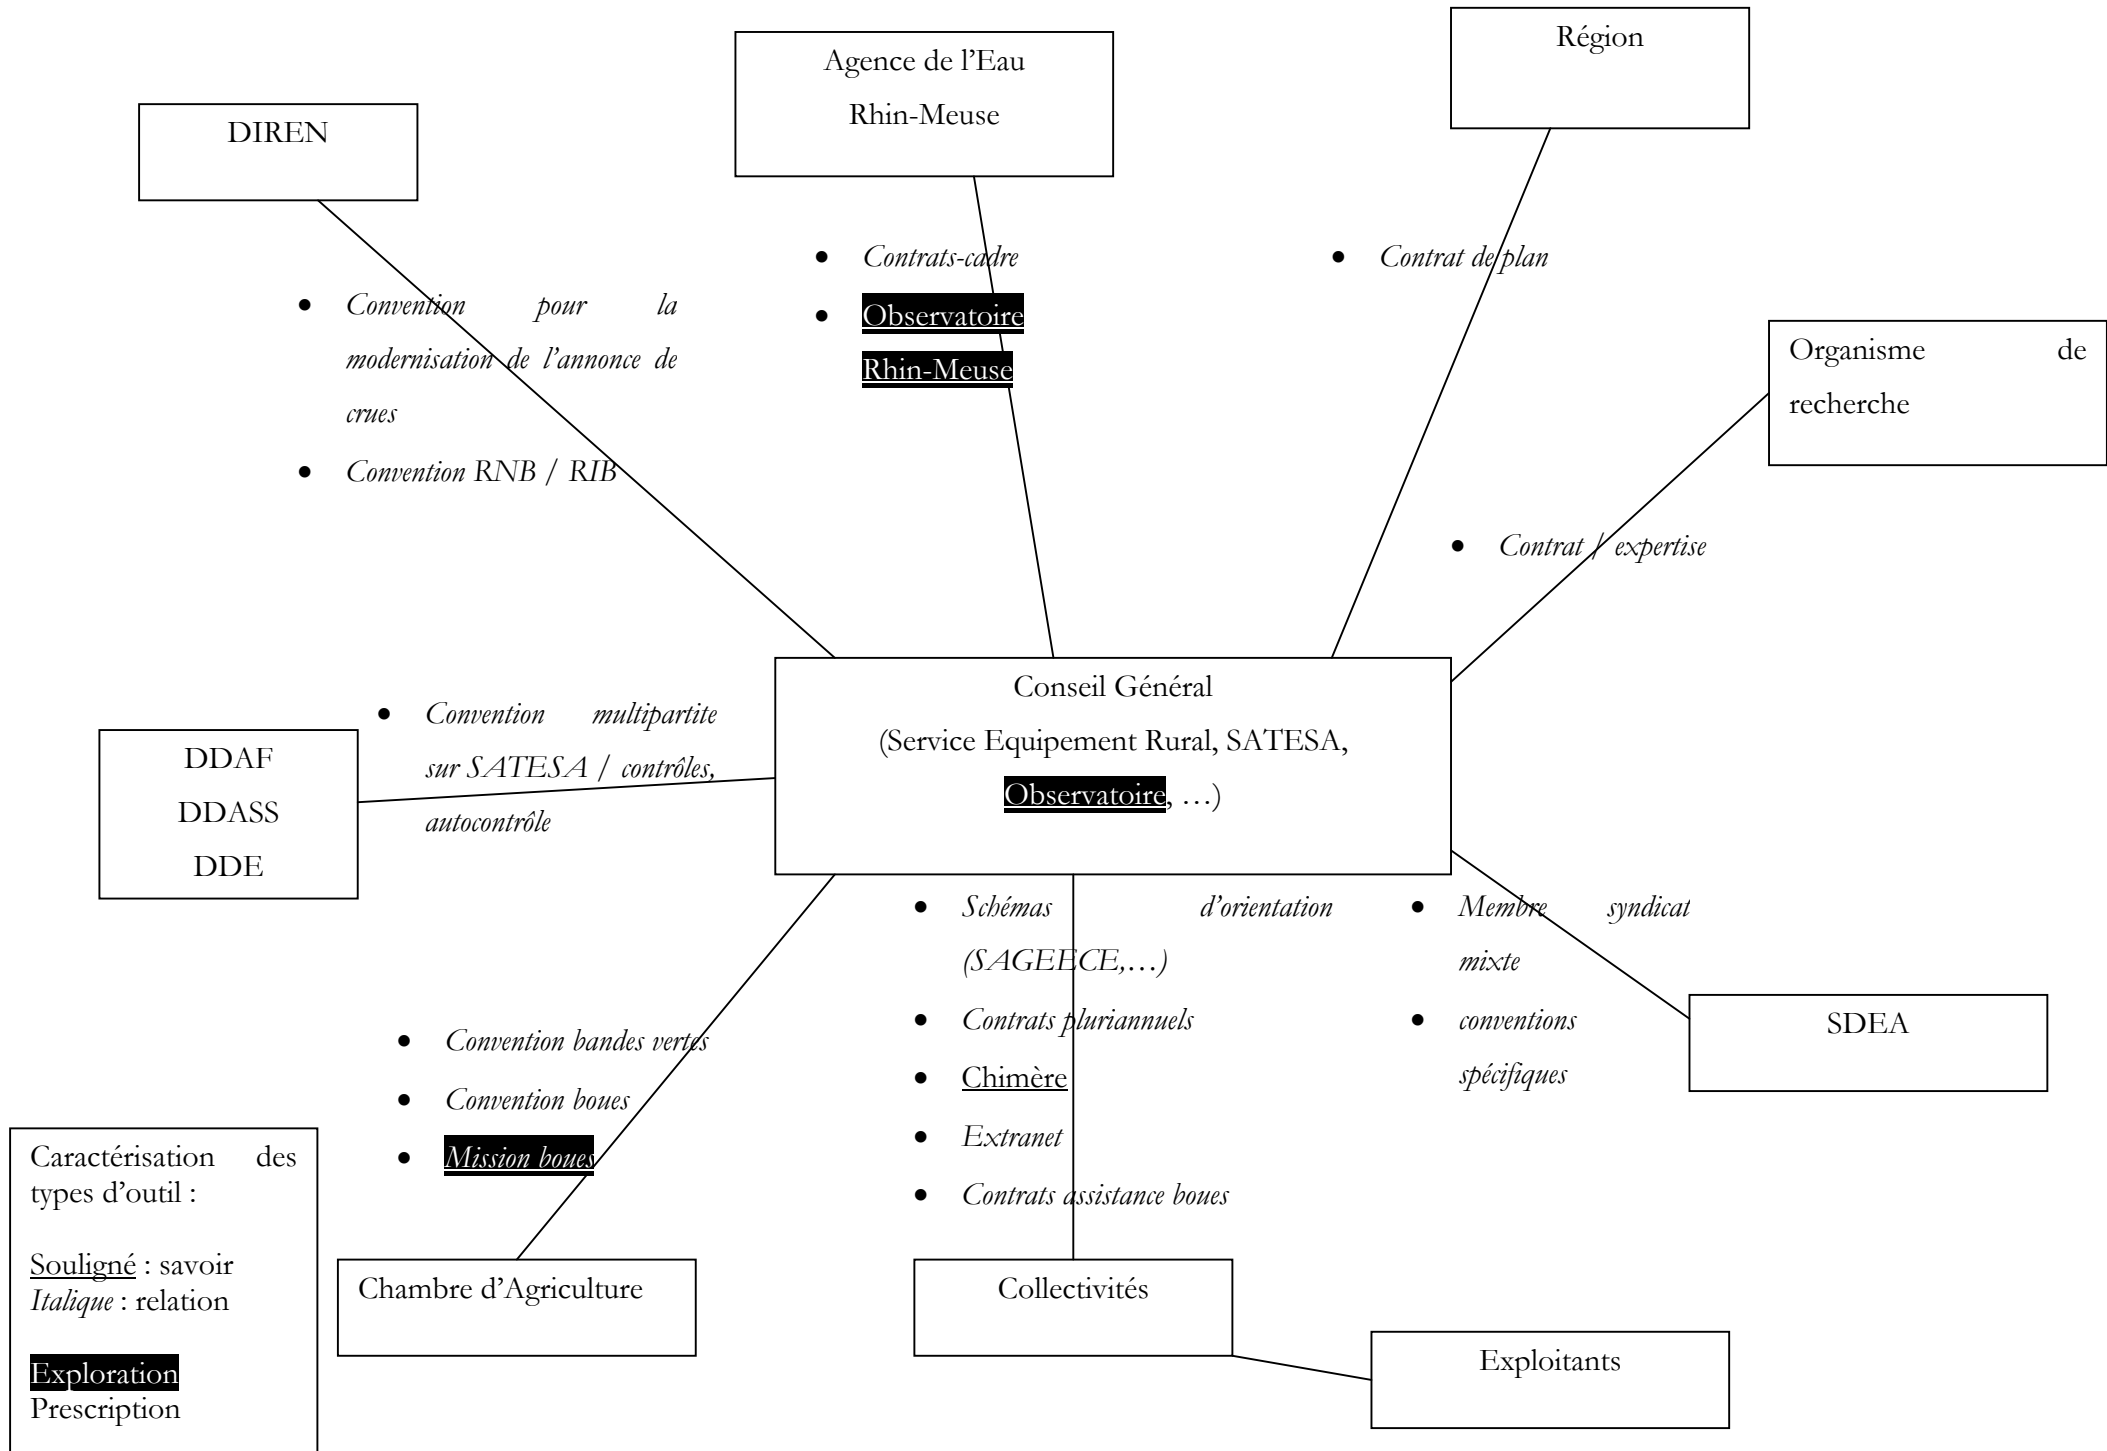 Région
Agence de l’Eau
Rhin-Meuse
DIREN
• Contrats-cadre
• Observatoire
Rhin-Meuse
• Contrat de plan
• Convention pour la
modernisation de l’annonce de
crues
• Convention RNB / RIB
Organisme de
recherche
• Contrat / expertise
Conseil Général
(Service Equipement Rural, SATESA,
Observatoire, …)
• Convention multipartite
sur SATESA / contrôles,
autocontrôle
DDAF
DDASS
DDE
• Schémas d’orientation
(SAGEECE,…)
• Contrats pluriannuels
• Chimère
• Extranet
• Contrats assistance boues
• Membre syndicat
mixte
• conventions
spécifiques
SDEA
• Convention bandes vertes
• Convention boues
• Mission boues
Caractérisation des
types d’outil :
Souligné : savoir
Italique : relation
Exploration
Prescription
Chambre d’Agriculture
Collectivités
Exploitants